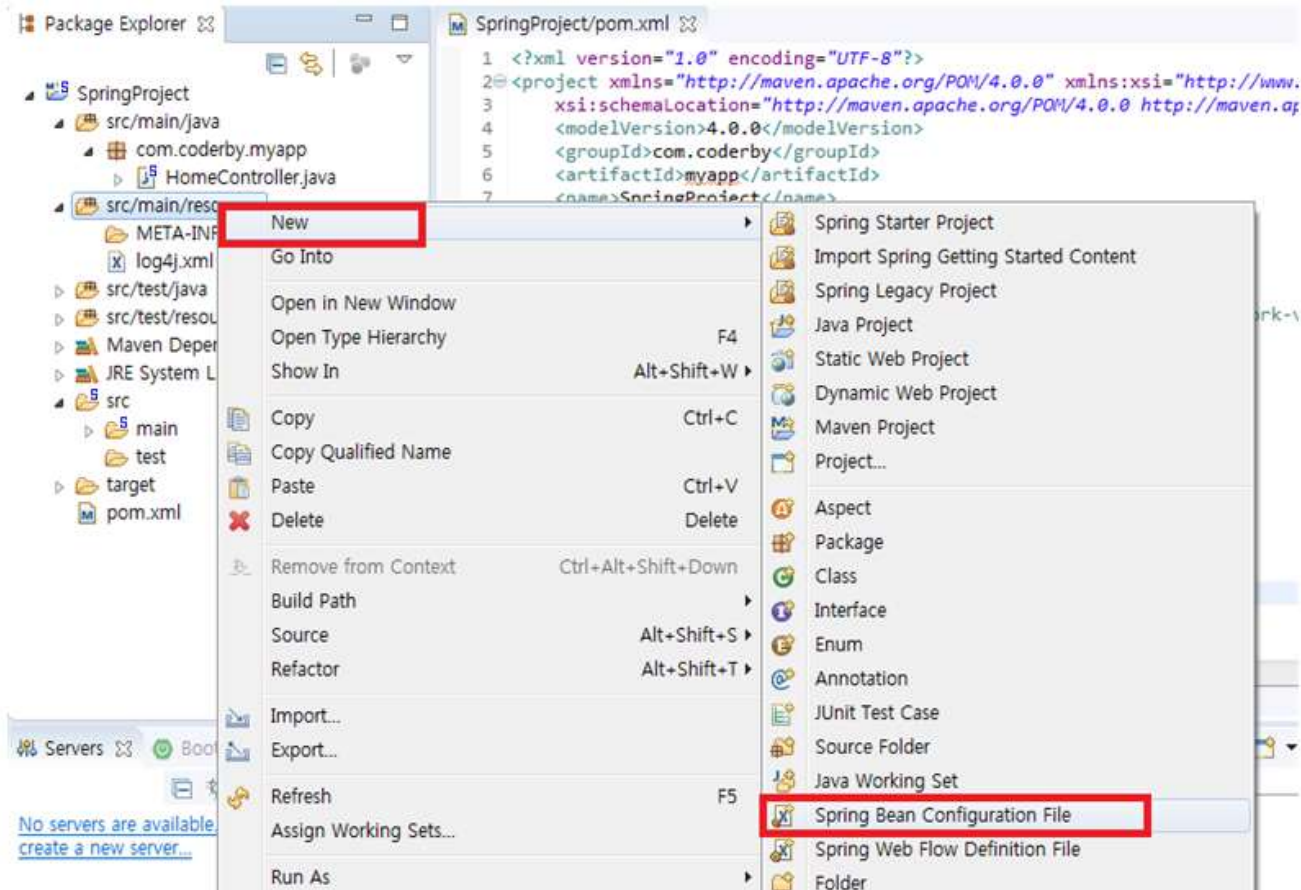 Package Explorer
SpringProject
src/main/java
com.coderby.myapp
HomeController.java
src/main/reso
META-INF
log4j.xml
src/test/java
src/test/resou
Maven Deper
JRE System L
src
main
test
target
pom.xml
SpringProject/pom.xml
1 <?xml version="1.0" encoding="UTF-8"?>
2 <project xmlns="http://maven.apache.org/POM/4.0.0" xmlns:xsi="http://www.
3 xsi:schemaLocation="http://maven.apache.org/POM/4.0.0 http://maven.ap
4 <modelVersion>4.0.0</modelVersion>
5 <groupId>com.coderby</groupId>
6 <artifactId>myapp</artifactId>
7 <name>SpringProject</name>
rk-v
New
Go Into
Open in New Window
Open Type Hierarchy F4
Show In Alt+Shift+W
Copy Ctrl+C
Copy Qualified Name
Paste Ctrl+V
Delete Delete
Remove from Context Ctrl+Alt+Shift+Down
Build Path
Source Alt+Shift+S
Refactor Alt+Shift+T
Import...
Export...
Refresh F5
Assign Working Sets...
Run As
Spring Starter Project
Import Spring Getting Started Content
Spring Legacy Project
Java Project
Static Web Project
Dynamic Web Project
Maven Project
Project...
Aspect
Package
Class
Interface
Enum
Annotation
JUnit Test Case
Source Folder
Java Working Set
Spring Bean Configuration File
Spring Web Flow Definition File
Folder
Servers
Boot
No servers are available.
create a new server...